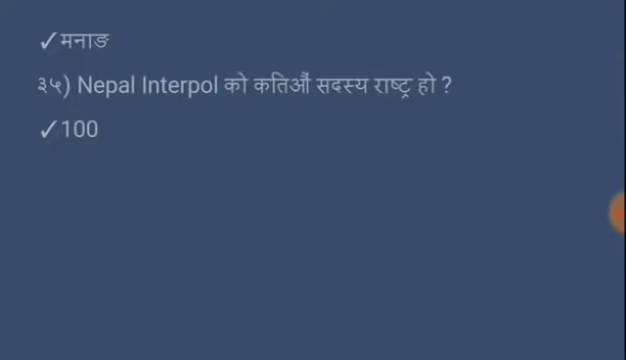 ✓मनाङ
३५) Nepal Interpol को कतिऔं सदस्य राष्ट्र हो ?
✓100